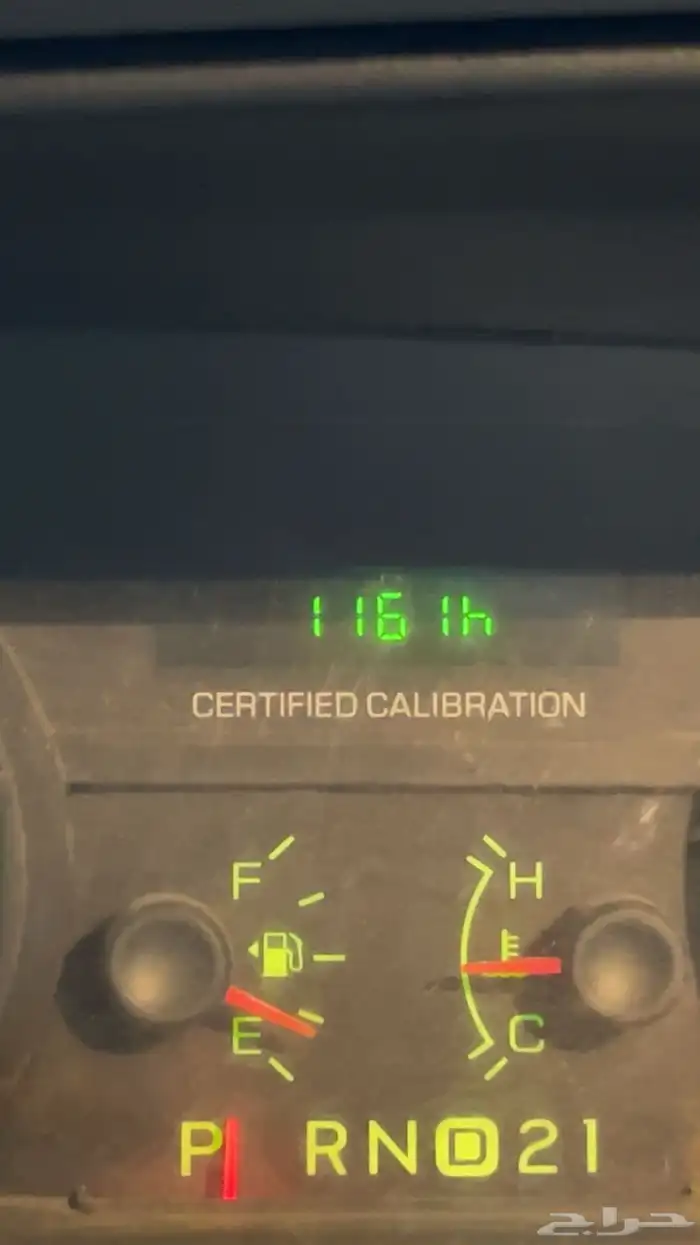 1161h
CERTIFIED CALIBRATION
F H
E C
P R N D 2 1
حراج